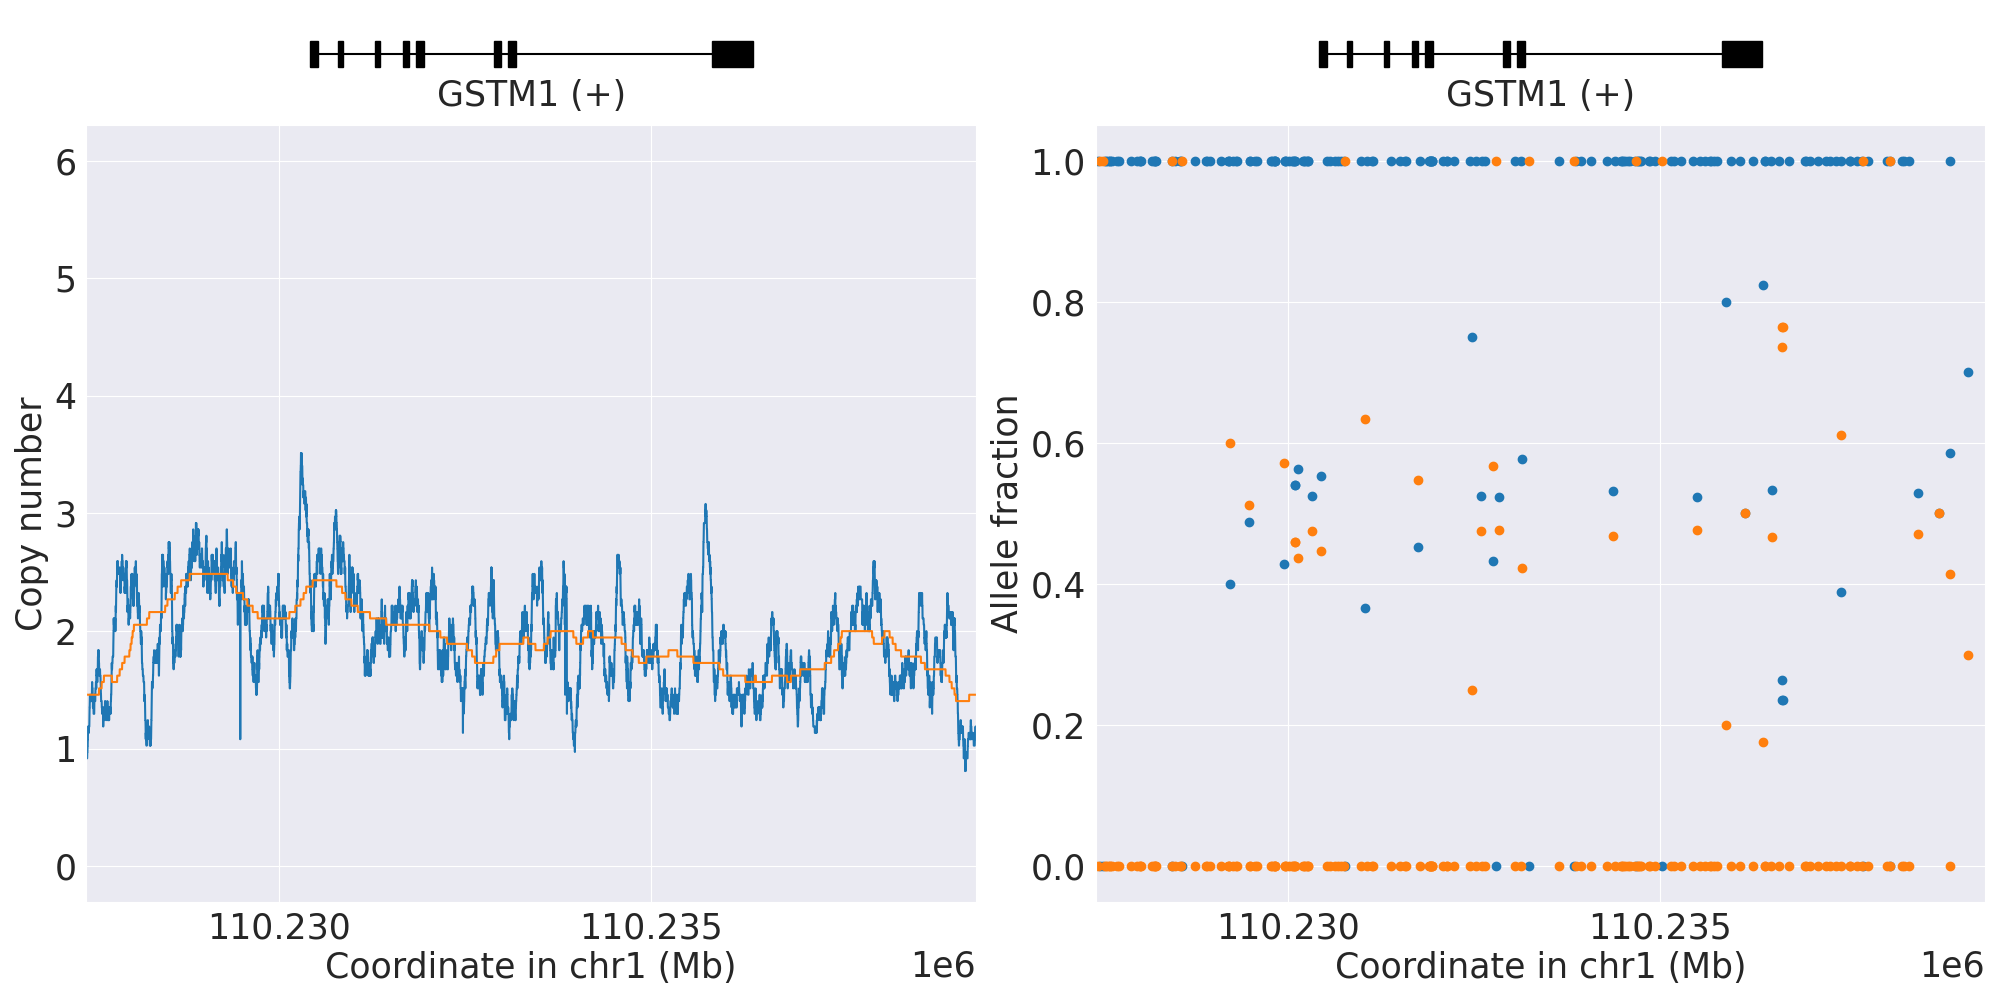 GSTM1 (+)
6
5
4
3
2
1
0
Copy number
110.230
110.235
Coordinate in chr1 (Mb)
1e6
GSTM1 (+)
1.0
0.8
0.6
0.4
0.2
0.0
Allele fraction
110.230
110.235
Coordinate in chr1 (Mb)
1e6